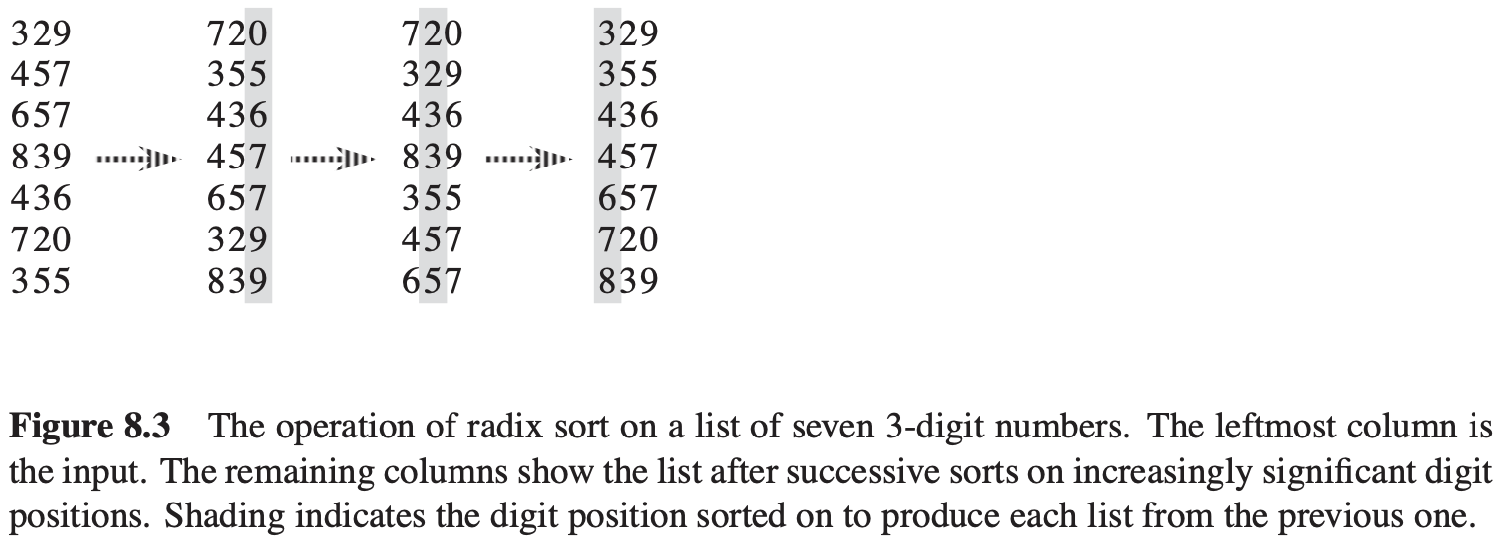 329 720 720 329
457 355 329 355
657 436 436 436
839 457 839 457
436 657 355 657
720 329 457 720
355 839 657 839
Figure 8.3 The operation of radix sort on a list of seven 3-digit numbers. The leftmost column is
the input. The remaining columns show the list after successive sorts on increasingly significant digit
positions. Shading indicates the digit position sorted on to produce each list from the previous one.